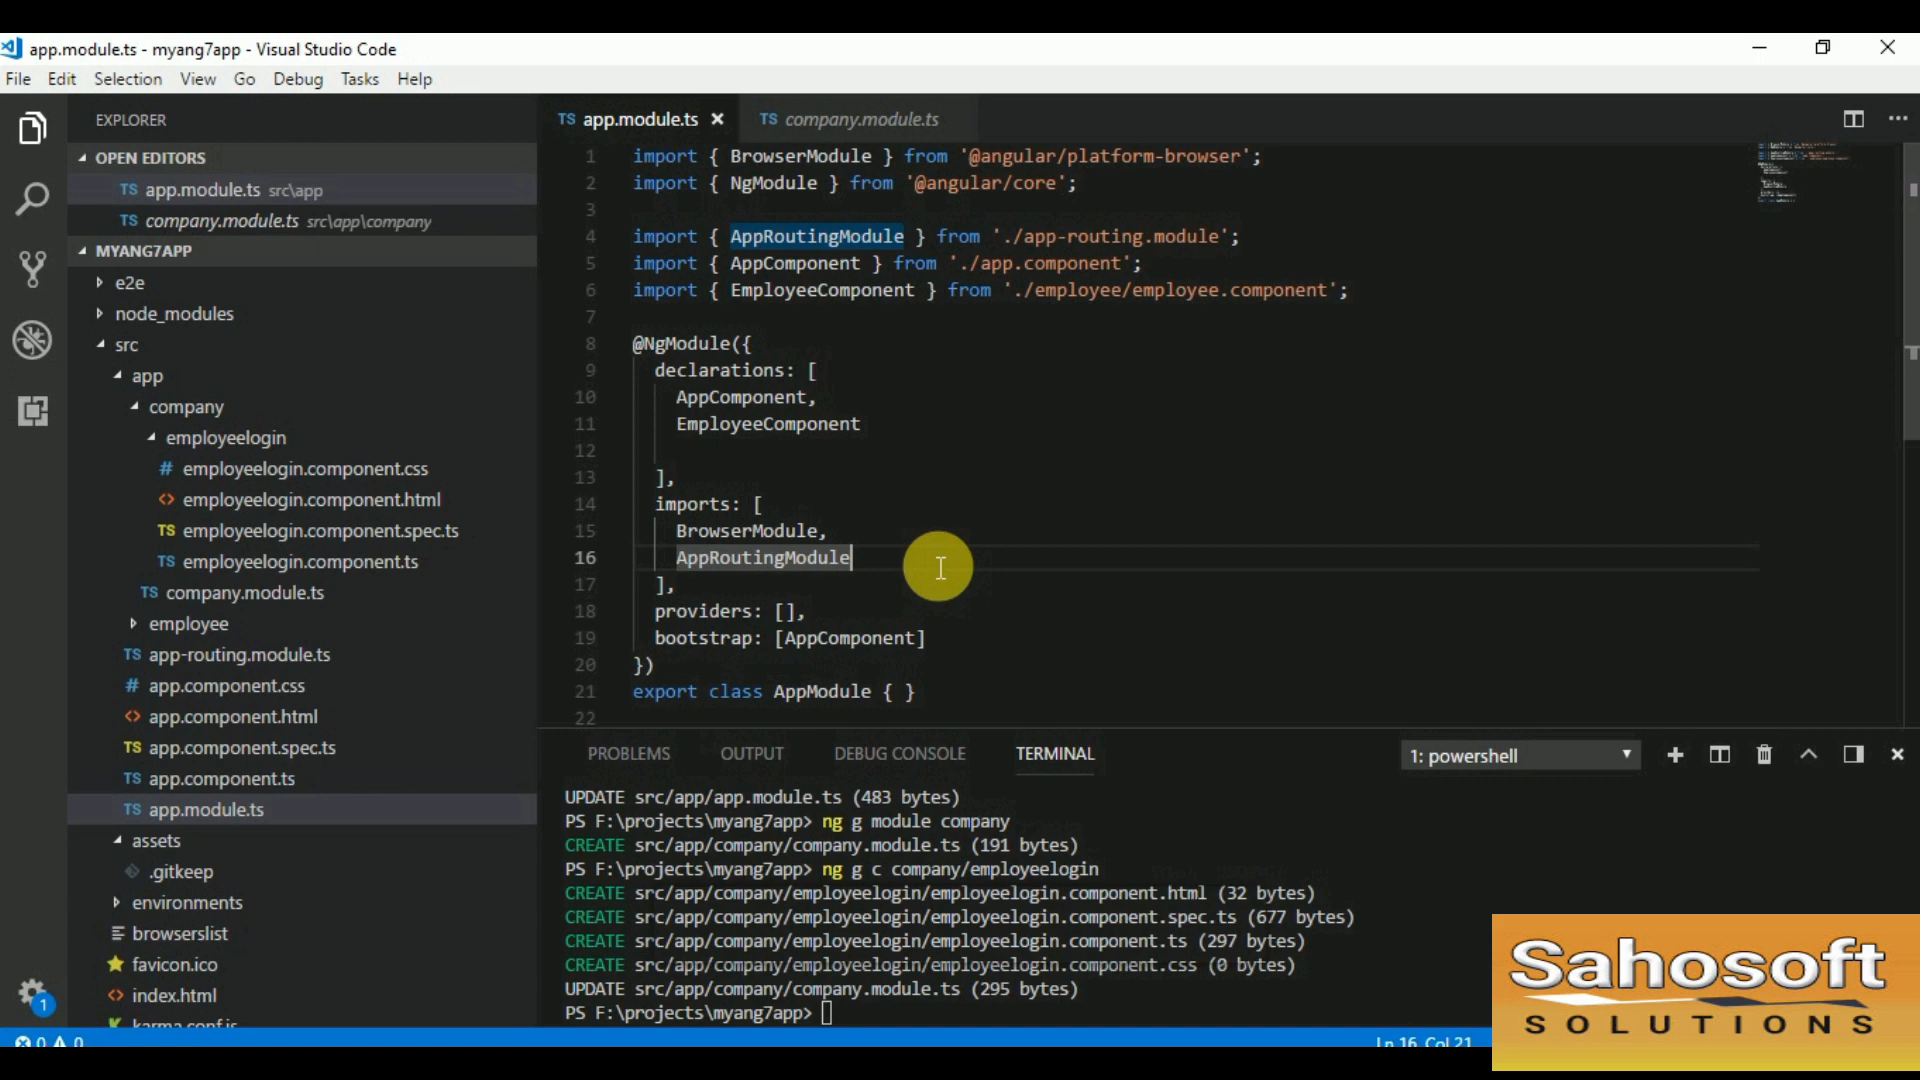 app.module.ts - myang7app - Visual Studio Code
File Edit Selection View Go Debug Tasks Help
EXPLORER
OPEN EDITORS
TS app.module.ts src\app
TS company.module.ts src\app\company
MYANG7APP
e2e
node_modules
src
app
company
employeelogin
# employeelogin.component.css
<> employeelogin.component.html
TS employeelogin.component.spec.ts
TS employeelogin.component.ts
TS company.module.ts
employee
TS app-routing.module.ts
# app.component.css
<> app.component.html
TS app.component.spec.ts
TS app.component.ts
TS app.module.ts
assets
.gitkeep
environments
browserslist
favicon.ico
<> index.html
karma.conf.js
1
0 0
TS app.module.ts
TS company.module.ts
1 import { BrowserModule } from '@angular/platform-browser';
2 import { NgModule } from '@angular/core';
3
4 import { AppRoutingModule } from './app-routing.module';
5 import { AppComponent } from './app.component';
6 import { EmployeeComponent } from './employee/employee.component';
7
8 @NgModule({
9 declarations: [
10 AppComponent,
11 EmployeeComponent
12
13 ],
14 imports: [
15 BrowserModule,
16 AppRoutingModule
17 ],
18 providers: [],
19 bootstrap: [AppComponent]
20 })
21 export class AppModule { }
22
PROBLEMS OUTPUT DEBUG CONSOLE TERMINAL
1: powershell
UPDATE src/app/app.module.ts (483 bytes)
PS F:\projects\myang7app> ng g module company
CREATE src/app/company/company.module.ts (191 bytes)
PS F:\projects\myang7app> ng g c company/employeelogin
CREATE src/app/company/employeelogin/employeelogin.component.html (32 bytes)
CREATE src/app/company/employeelogin/employeelogin.component.spec.ts (677 bytes)
CREATE src/app/company/employeelogin/employeelogin.component.ts (297 bytes)
CREATE src/app/company/employeelogin/employeelogin.component.css (0 bytes)
UPDATE src/app/company/company.module.ts (295 bytes)
PS F:\projects\myang7app>
Ln 16, Col 21
Sahosoft
SOLUTIONS